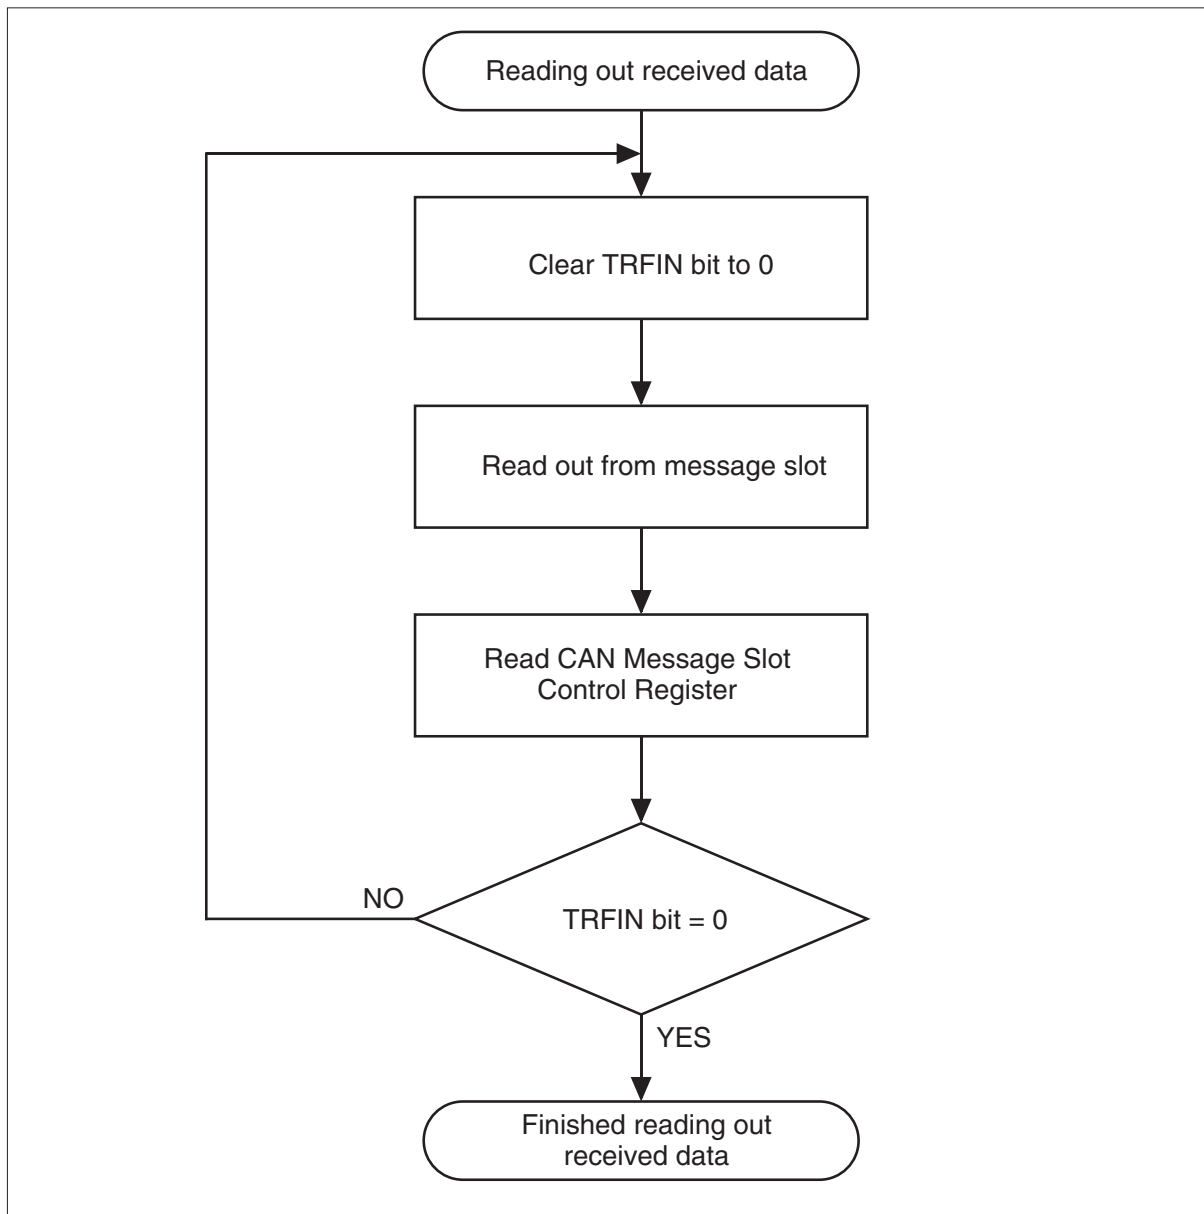 Reading out received data
Clear TRFIN bit to 0
Read out from message slot
Read CAN Message Slot
Control Register
NO
TRFIN bit = 0
YES
Finished reading out
received data